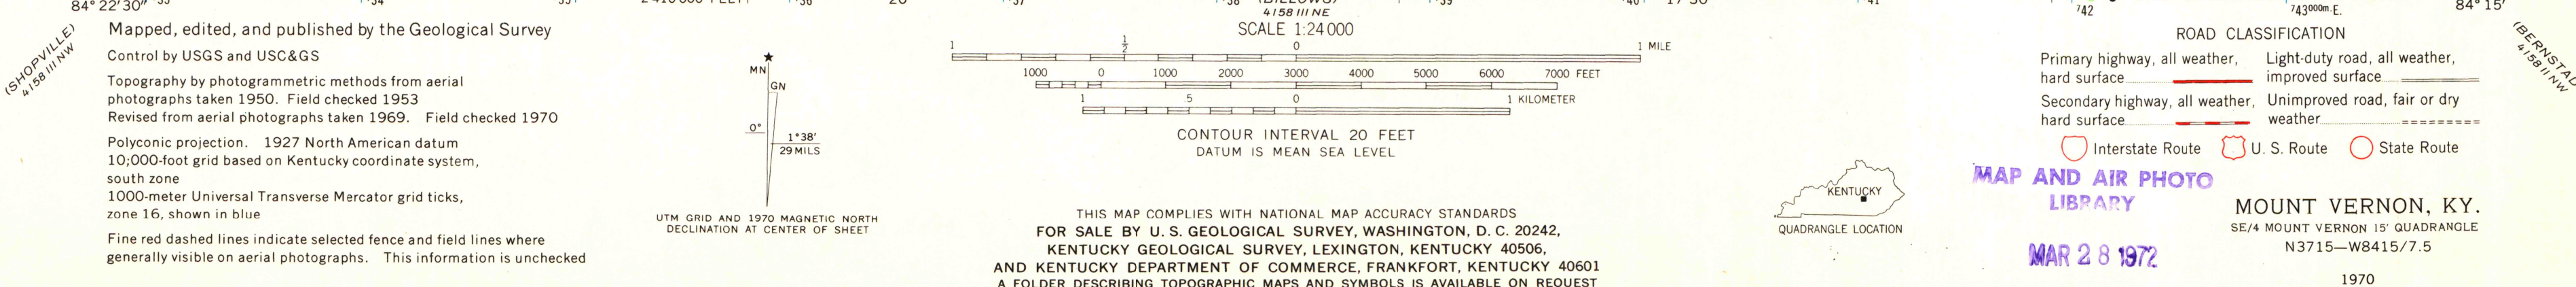 84° 22'30"
(BILLOWS)
4158 III NE
742
743000m.E.
84° 15'
(SHOPVILLE)
4158 III NW
Mapped, edited, and published by the Geological Survey
Control by USGS and USC&GS
Topography by photogrammetric methods from aerial
photographs taken 1950. Field checked 1953
Revised from aerial photographs taken 1969. Field checked 1970
Polyconic projection. 1927 North American datum
10,000-foot grid based on Kentucky coordinate system,
south zone
1000-meter Universal Transverse Mercator grid ticks,
zone 16, shown in blue
Fine red dashed lines indicate selected fence and field lines where
generally visible on aerial photographs. This information is unchecked
★
MN
GN
0°
1°38'
29 MILS
UTM GRID AND 1970 MAGNETIC NORTH
DECLINATION AT CENTER OF SHEET
SCALE 1:24 000
1 ½ 0 1 MILE
1000 0 1000 2000 3000 4000 5000 6000 7000 FEET
1 .5 0 1 KILOMETER
CONTOUR INTERVAL 20 FEET
DATUM IS MEAN SEA LEVEL
THIS MAP COMPLIES WITH NATIONAL MAP ACCURACY STANDARDS
FOR SALE BY U. S. GEOLOGICAL SURVEY, WASHINGTON, D. C. 20242,
KENTUCKY GEOLOGICAL SURVEY, LEXINGTON, KENTUCKY 40506,
AND KENTUCKY DEPARTMENT OF COMMERCE, FRANKFORT, KENTUCKY 40601
A FOLDER DESCRIBING TOPOGRAPHIC MAPS AND SYMBOLS IS AVAILABLE ON REQUEST
KENTUCKY
QUADRANGLE LOCATION
ROAD CLASSIFICATION
Primary highway, all weather,
hard surface
Light-duty road, all weather,
improved surface
Secondary highway, all weather,
hard surface
Unimproved road, fair or dry
weather
Interstate Route
U. S. Route
State Route
MAP AND AIR PHOTO
LIBRARY
MAR 28 1972
MOUNT VERNON, KY.
SE/4 MOUNT VERNON 15' QUADRANGLE
N3715—W8415/7.5
1970
4158 II NW